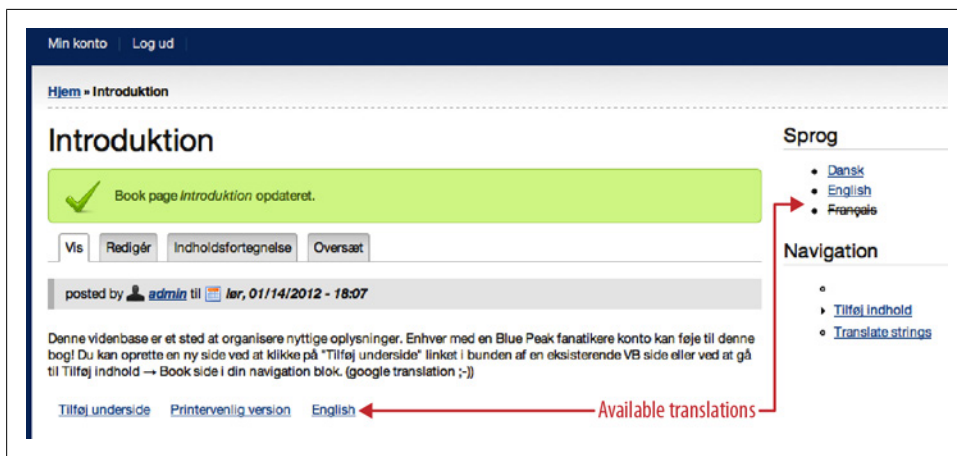 Min konto Log ud
Hjem » Introduktion
Introduktion
Book page Introduktion opdateret.
Vis Redigér Indholdsfortegnelse Oversæt
posted by admin til lør, 01/14/2012 - 18:07
Denne videnbase er et sted at organisere nyttige oplysninger. Enhver med en Blue Peak fanatikere konto kan føje til denne
bog! Du kan oprette en ny side ved at klikke på "Tilføj underside" linket i bunden af en eksisterende VB side eller ved at gå
til Tilføj indhold → Book side i din navigation blok. (google translation ;-))
Tilføj underside Printervenlig version English
Available translations
Sprog
Dansk
English
Français
Navigation
Tilføj indhold
Translate strings